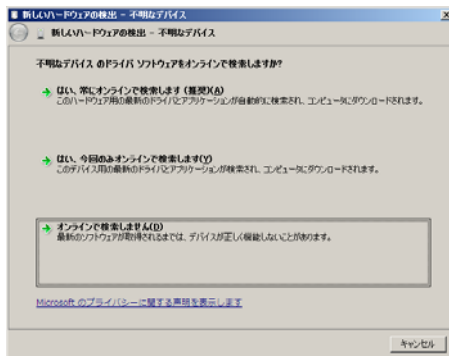 新しいハードウェアの検出 - 不明なデバイス
新しいハードウェアの検出 - 不明なデバイス
不明なデバイス のドライバ ソフトウェアをオンラインで検索しますか?
はい、常にオンラインで検索します (推奨)(A)
このハードウェア用の最新のドライバとアプリケーションが自動的に検索され、コンピュータにダウンロードされます。
はい、今回のみオンラインで検索します(Y)
このデバイス用の最新のドライバとアプリケーションが検索され、コンピュータにダウンロードされます。
オンラインで検索しません(D)
最新のソフトウェアが取得されるまでは、デバイスが正しく機能しないことがあります。
Microsoft のプライバシーに関する声明を表示します
キャンセル